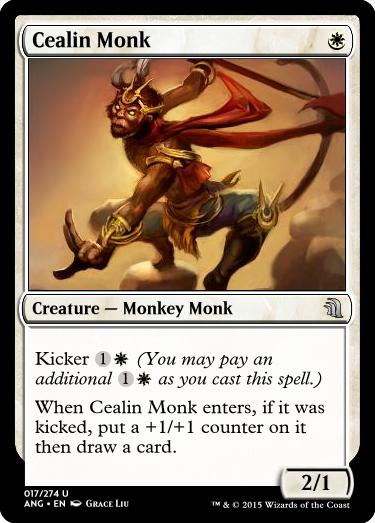 Cealin Monk
Creature — Monkey Monk
Kicker 1 (You may pay an
additional 1 as you cast this spell.)
When Cealin Monk enters, if it was
kicked, put a +1/+1 counter on it
then draw a card.
2/1
017/274 U
ANG • EN Grace Liu
™ & © 2015 Wizards of the Coast